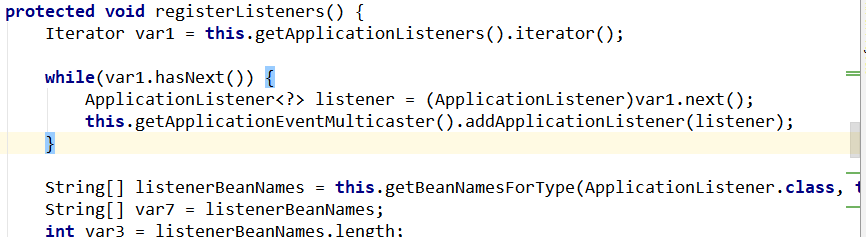 protected void registerListeners() {
Iterator var1 = this.getApplicationListeners().iterator();
while(var1.hasNext()) {
ApplicationListener<?> listener = (ApplicationListener)var1.next();
this.getApplicationEventMulticaster().addApplicationListener(listener);
}
String[] listenerBeanNames = this.getBeanNamesForType(ApplicationListener.class, t
String[] var7 = listenerBeanNames;
int var3 = listenerBeanNames.length;